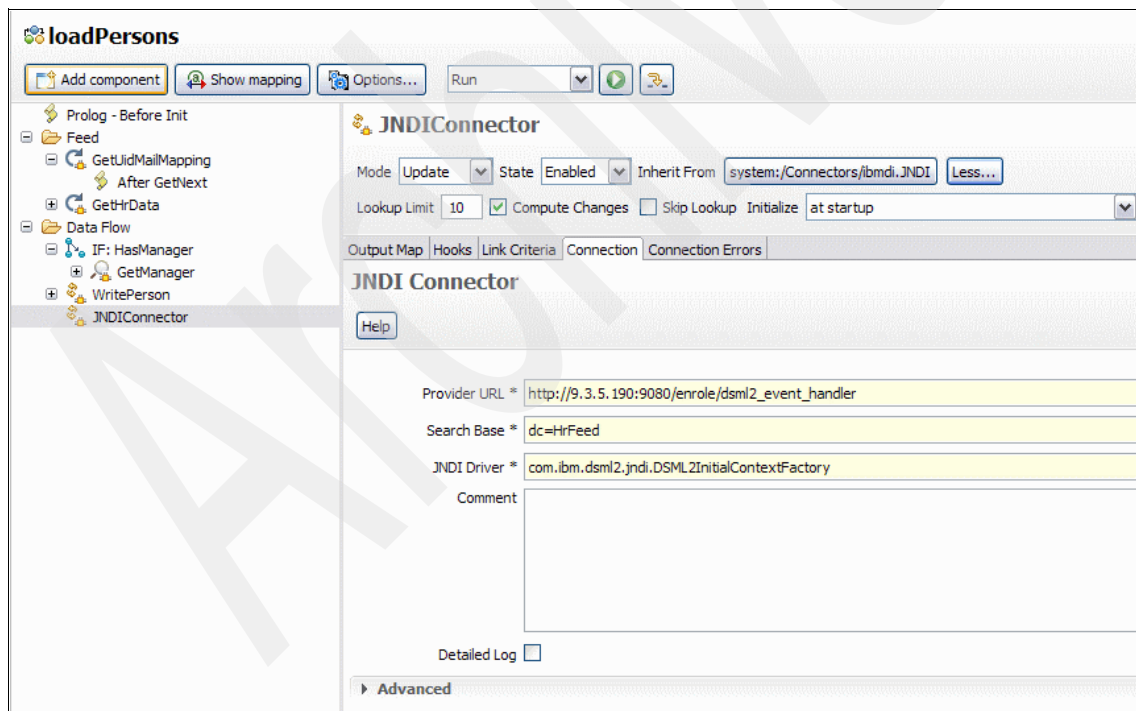 loadPersons
Add component Show mapping Options... Run
Prolog - Before Init
Feed
GetUidMailMapping
After GetNext
GetHrData
Data Flow
IF: HasManager
GetManager
WritePerson
JNDIConnector
JNDIConnector
Mode Update State Enabled Inherit From system:/Connectors/ibmdi.JNDI Less...
Lookup Limit 10 Compute Changes Skip Lookup Initialize at startup
Output Map Hooks Link Criteria Connection Connection Errors
JNDI Connector
Help
Provider URL * http://9.3.5.190:9080/enrole/dsml2_event_handler
Search Base * dc=HrFeed
JNDI Driver * com.ibm.dsml2.jndi.DSML2InitialContextFactory
Comment
Detailed Log
Advanced